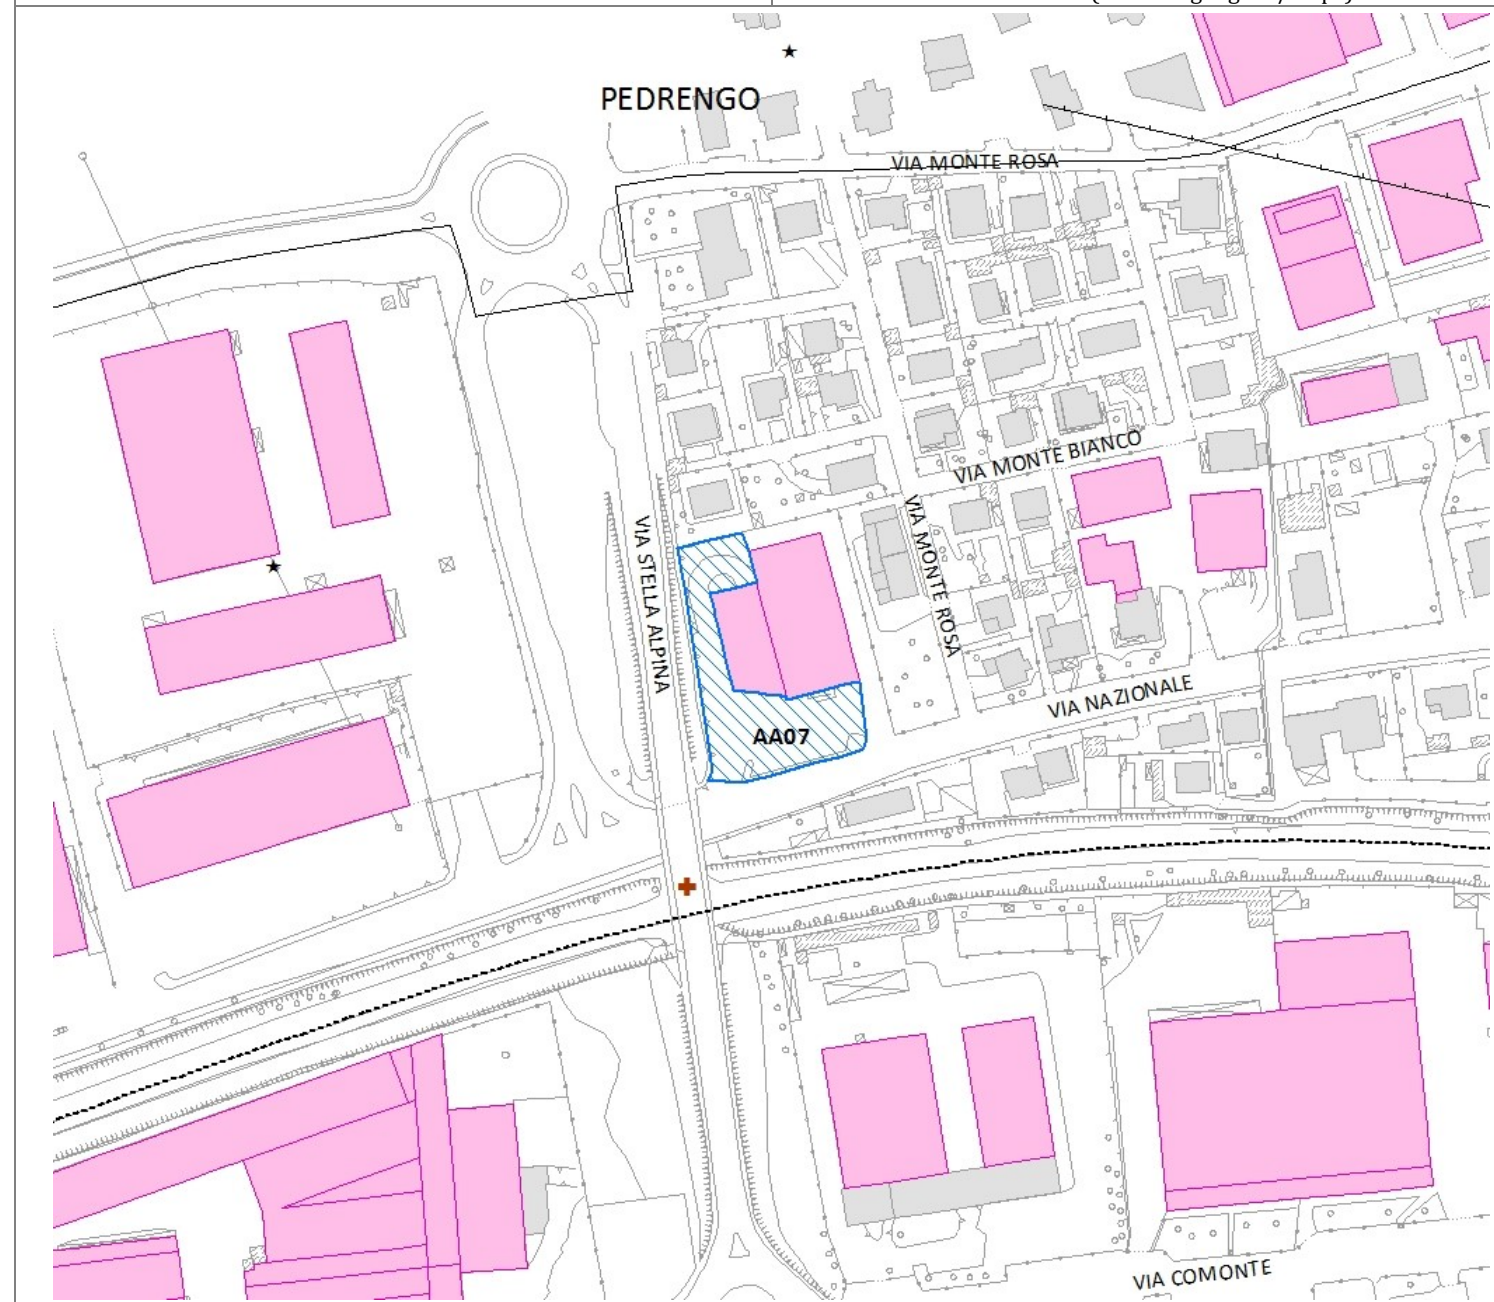 PEDRENGO
VIA MONTE ROSA
VIA MONTE BIANCO
VIA STELLA ALPINA
VIA MONTE ROSA
VIA NAZIONALE
AA07
VIA COMONTE